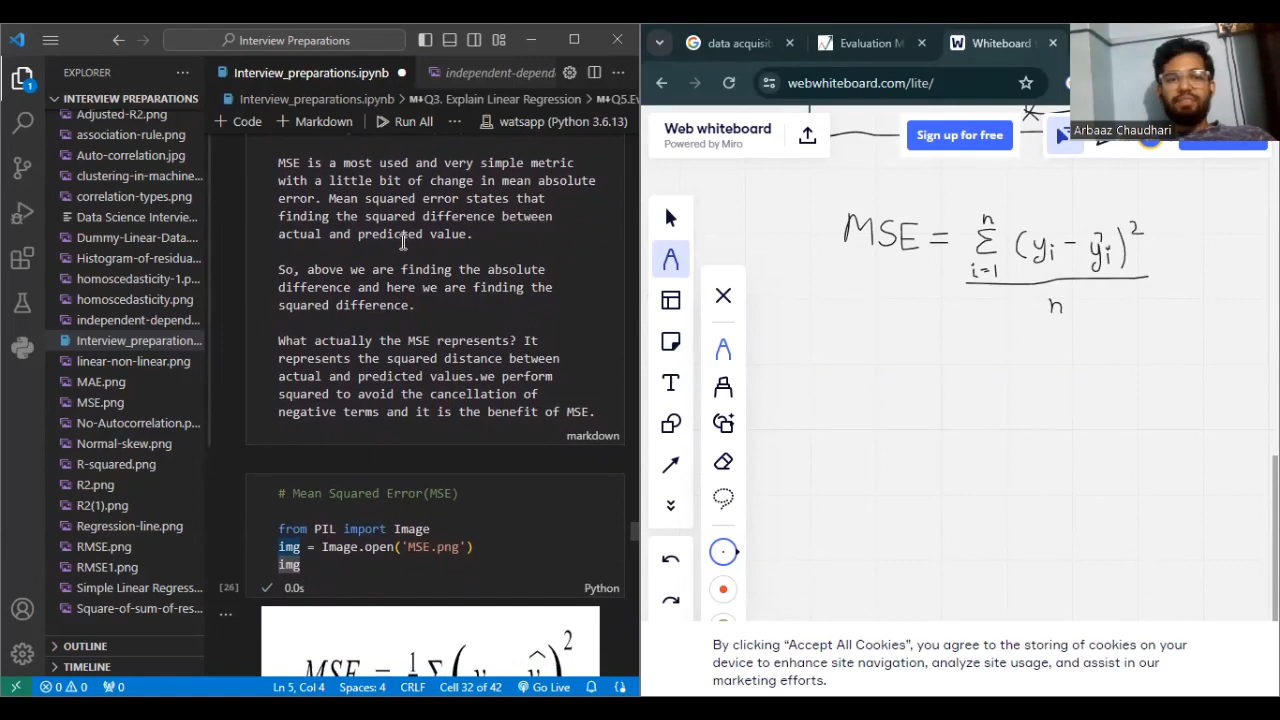 Interview Preparations
EXPLORER
INTERVIEW PREPARATIONS
Adjusted-R2.png
association-rule.png
Auto-correlation.jpg
clustering-in-machine...
correlation-types.png
Data Science Intervie...
Dummy-Linear-Data....
Histogram-of-residua...
homoscedasticity-1.p...
homoscedasticity.png
independent-depend...
Interview_preparation...
linear-non-linear.png
MAE.png
MSE.png
No-Autocorrelation.p...
Normal-skew.png
R-squared.png
R2.png
R2(1).png
Regression-line.png
RMSE.png
RMSE1.png
Simple Linear Regress...
Square-of-sum-of-res...
OUTLINE
TIMELINE
Interview_preparations.ipynb
independent-depend
Interview_preparations.ipynb > M↓Q3. Explain Linear Regression > M↓Q5.Ev
+ Code + Markdown Run All ... watsapp (Python 3.6.13)
MSE is a most used and very simple metric
with a little bit of change in mean absolute
error. Mean squared error states that
finding the squared difference between
actual and predicted value.
So, above we are finding the absolute
difference and here we are finding the
squared difference.
What actually the MSE represents? It
represents the squared distance between
actual and predicted values.we perform
squared to avoid the cancellation of
negative terms and it is the benefit of MSE.
markdown
# Mean Squared Error(MSE)
from PIL import Image
img = Image.open('MSE.png')
img
[26] 0.0s Python
0 0 0 Ln 5, Col 4 Spaces: 4 CRLF Cell 32 of 42 Go Live
data acquisit
Evaluation M
Whiteboard
webwhiteboard.com/lite/
Arbaaz Chaudhari
Web whiteboard
Powered by Miro
Sign up for free
MSE = Σ (yi - ŷi)²
n
i=1
n
By clicking “Accept All Cookies”, you agree to the storing of cookies on your
device to enhance site navigation, analyze site usage, and assist in our
marketing efforts.